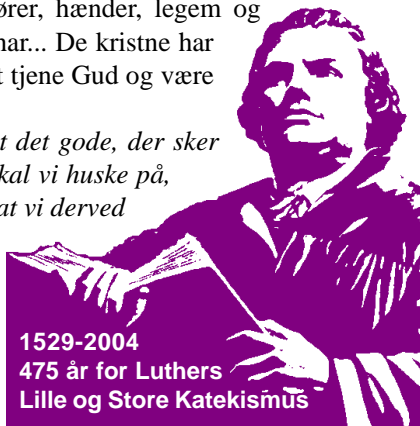 ører, hænder, legem og
har... De kristne har
t tjene Gud og være
t det gode, der sker
kal vi huske på,
at vi derved
1529-2004
475 år for Luthers
Lille og Store Katekismus